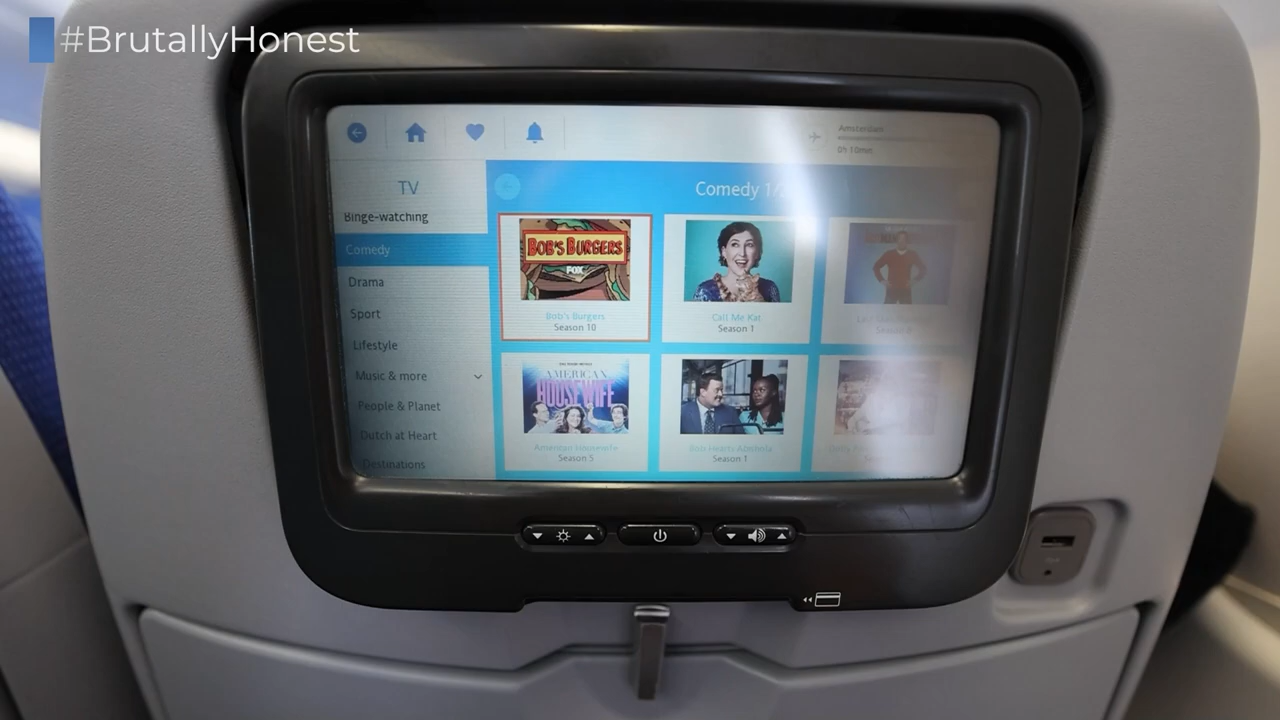 #BrutallyHonest
Amsterdam
0h 10min
TV
Comedy 1/
Binge-watching
Comedy
Drama
Sport
Lifestyle
Music & more
People & Planet
Dutch at Heart
Destinations
BOB'S BURGERS
FOX
Bob's Burgers
Season 10
Call Me Kat
Season 1
AMERICAN
HOUSEWIFE
American Housewife
Season 5
Bob Hearts Abishola
Season 1